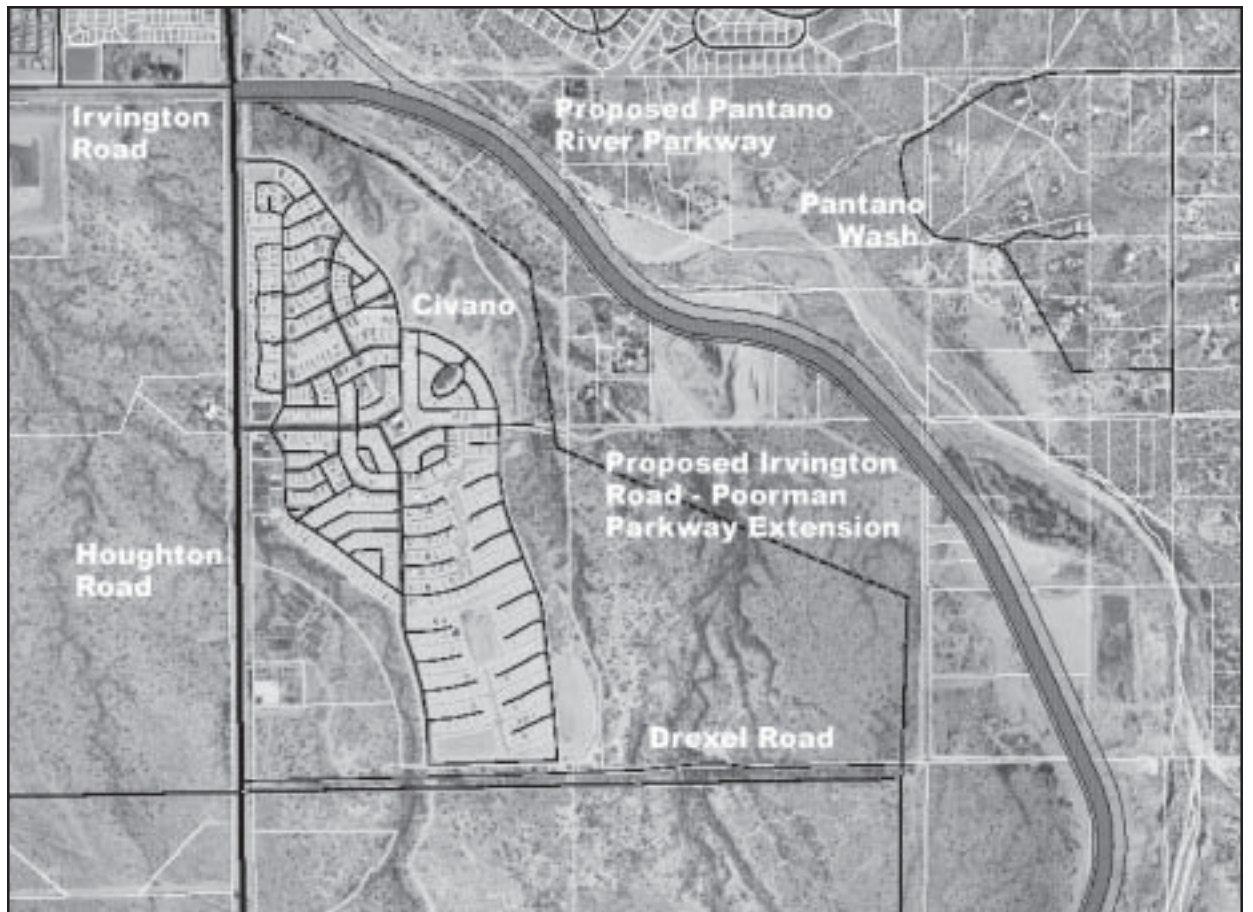 Irvington
Road
Proposed Pantano
River Parkway
Pantano
Wash
Civano
Proposed Irvington
Road - Poorman
Parkway Extension
Houghton
Road
Drexel Road